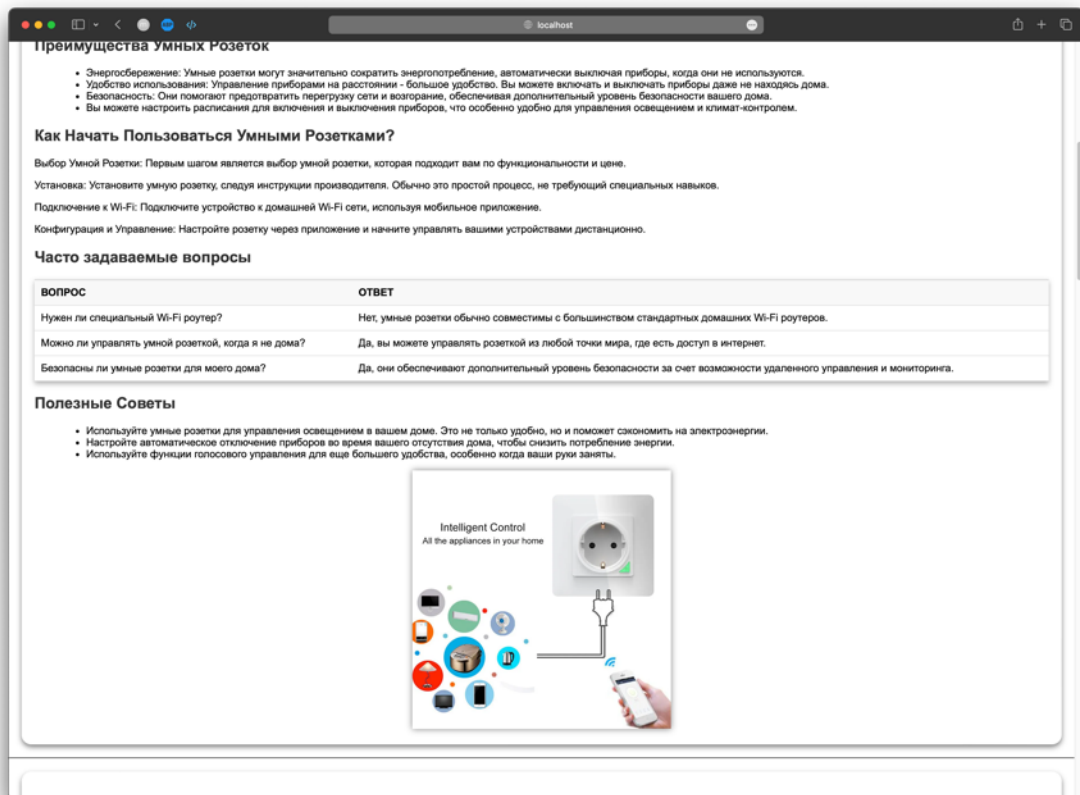 localhost
Преимущества Умных Розеток
Энергосбережение: Умные розетки могут значительно сократить энергопотребление, автоматически выключая приборы, когда они не используются.
Удобство использования: Управление приборами на расстоянии - большое удобство. Вы можете включать и выключать приборы даже не находясь дома.
Безопасность: Они помогают предотвратить перегрузку сети и возгорание, обеспечивая дополнительный уровень безопасности вашего дома.
Вы можете настроить расписания для включения и выключения приборов, что особенно удобно для управления освещением и климат-контролем.
Как Начать Пользоваться Умными Розетками?
Выбор Умной Розетки: Первым шагом является выбор умной розетки, которая подходит вам по функциональности и цене.
Установка: Установите умную розетку, следуя инструкции производителя. Обычно это простой процесс, не требующий специальных навыков.
Подключение к Wi-Fi: Подключите устройство к домашней Wi-Fi сети, используя мобильное приложение.
Конфигурация и Управление: Настройте розетку через приложение и начните управлять вашими устройствами дистанционно.
Часто задаваемые вопросы
ВОПРОС ОТВЕТ
Нужен ли специальный Wi-Fi роутер? Нет, умные розетки обычно совместимы с большинством стандартных домашних Wi-Fi роутеров.
Можно ли управлять умной розеткой, когда я не дома? Да, вы можете управлять розеткой из любой точки мира, где есть доступ в интернет.
Безопасны ли умные розетки для моего дома? Да, они обеспечивают дополнительный уровень безопасности за счет возможности удаленного управления и мониторинга.
Полезные Советы
Используйте умные розетки для управления освещением в вашем доме. Это не только удобно, но и поможет сэкономить на электроэнергии.
Настройте автоматическое отключение приборов во время вашего отсутствия дома, чтобы снизить потребление энергии.
Используйте функции голосового управления для еще большего удобства, особенно когда ваши руки заняты.
Intelligent Control
All the appliances in your home